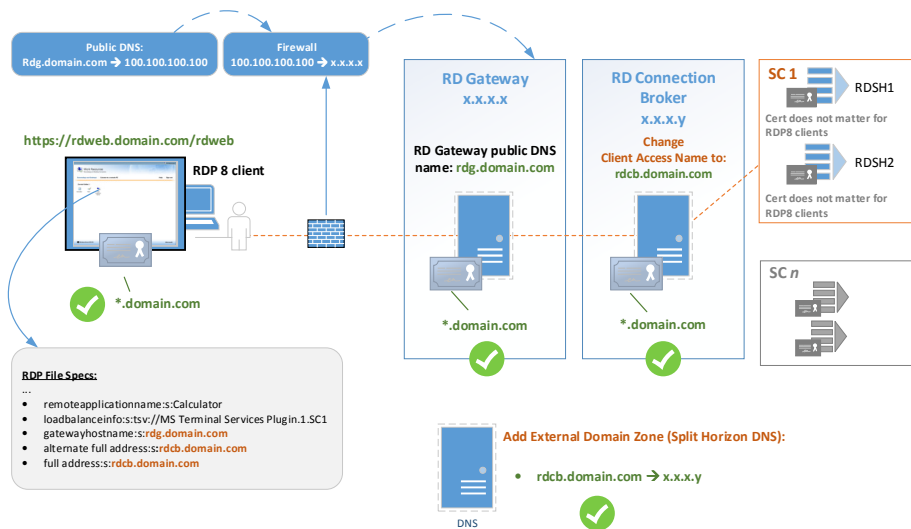 Public DNS:
Rdg.domain.com → 100.100.100.100
Firewall
100.100.100.100 → x.x.x.x
https://rdweb.domain.com/rdweb
RDP 8 client
*.domain.com
RD Gateway
x.x.x.x
RD Gateway public DNS
name: rdg.domain.com
*.domain.com
RD Connection
Broker
x.x.x.y
Change
Client Access Name to:
rdcb.domain.com
*.domain.com
SC 1
RDSH1
Cert does not matter for
RDP8 clients
RDSH2
Cert does not matter for
RDP8 clients
SC n
RDP File Specs:
...
• remoteapplicationname:s:Calculator
• loadbalanceinfo:s:tsv://MS Terminal Services Plugin.1.SC1
• gatewayhostname:s:rdg.domain.com
• alternate full address:s:rdcb.domain.com
• full address:s:rdcb.domain.com
Add External Domain Zone (Split Horizon DNS):
• rdcb.domain.com → x.x.x.y
DNS